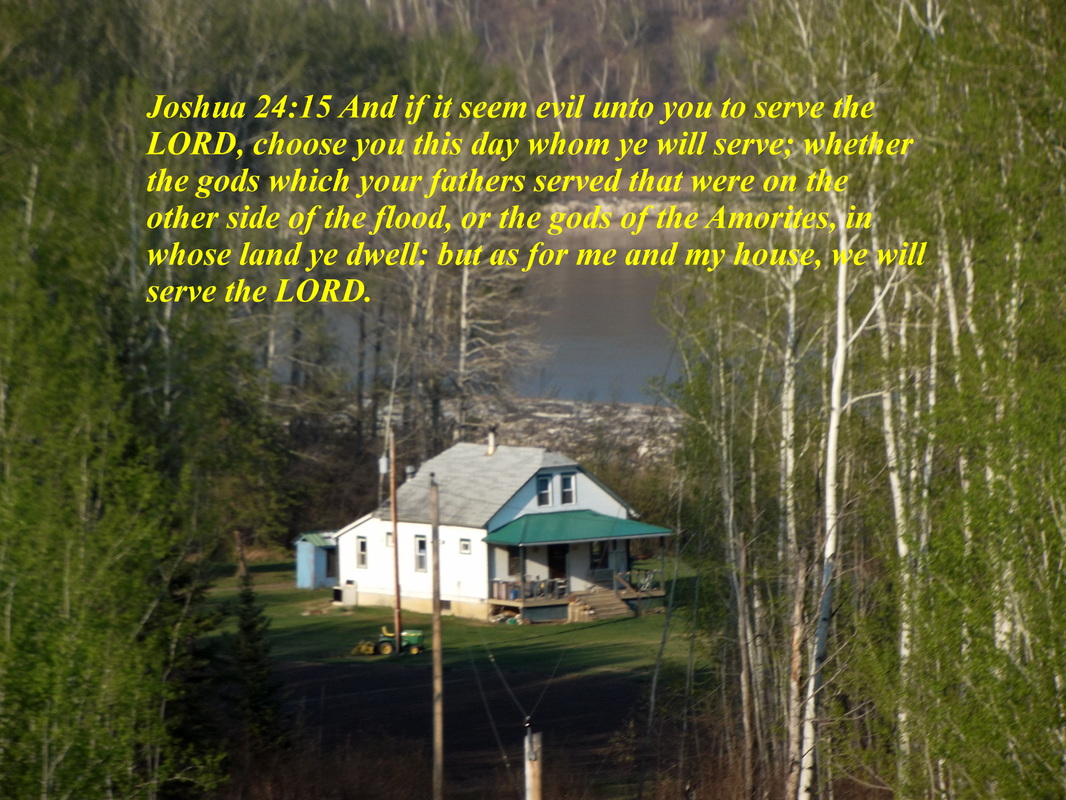 Joshua 24:15 And if it seem evil unto you to serve the
LORD, choose you this day whom ye will serve; whether
the gods which your fathers served that were on the
other side of the flood, or the gods of the Amorites, in
whose land ye dwell: but as for me and my house, we will
serve the LORD.